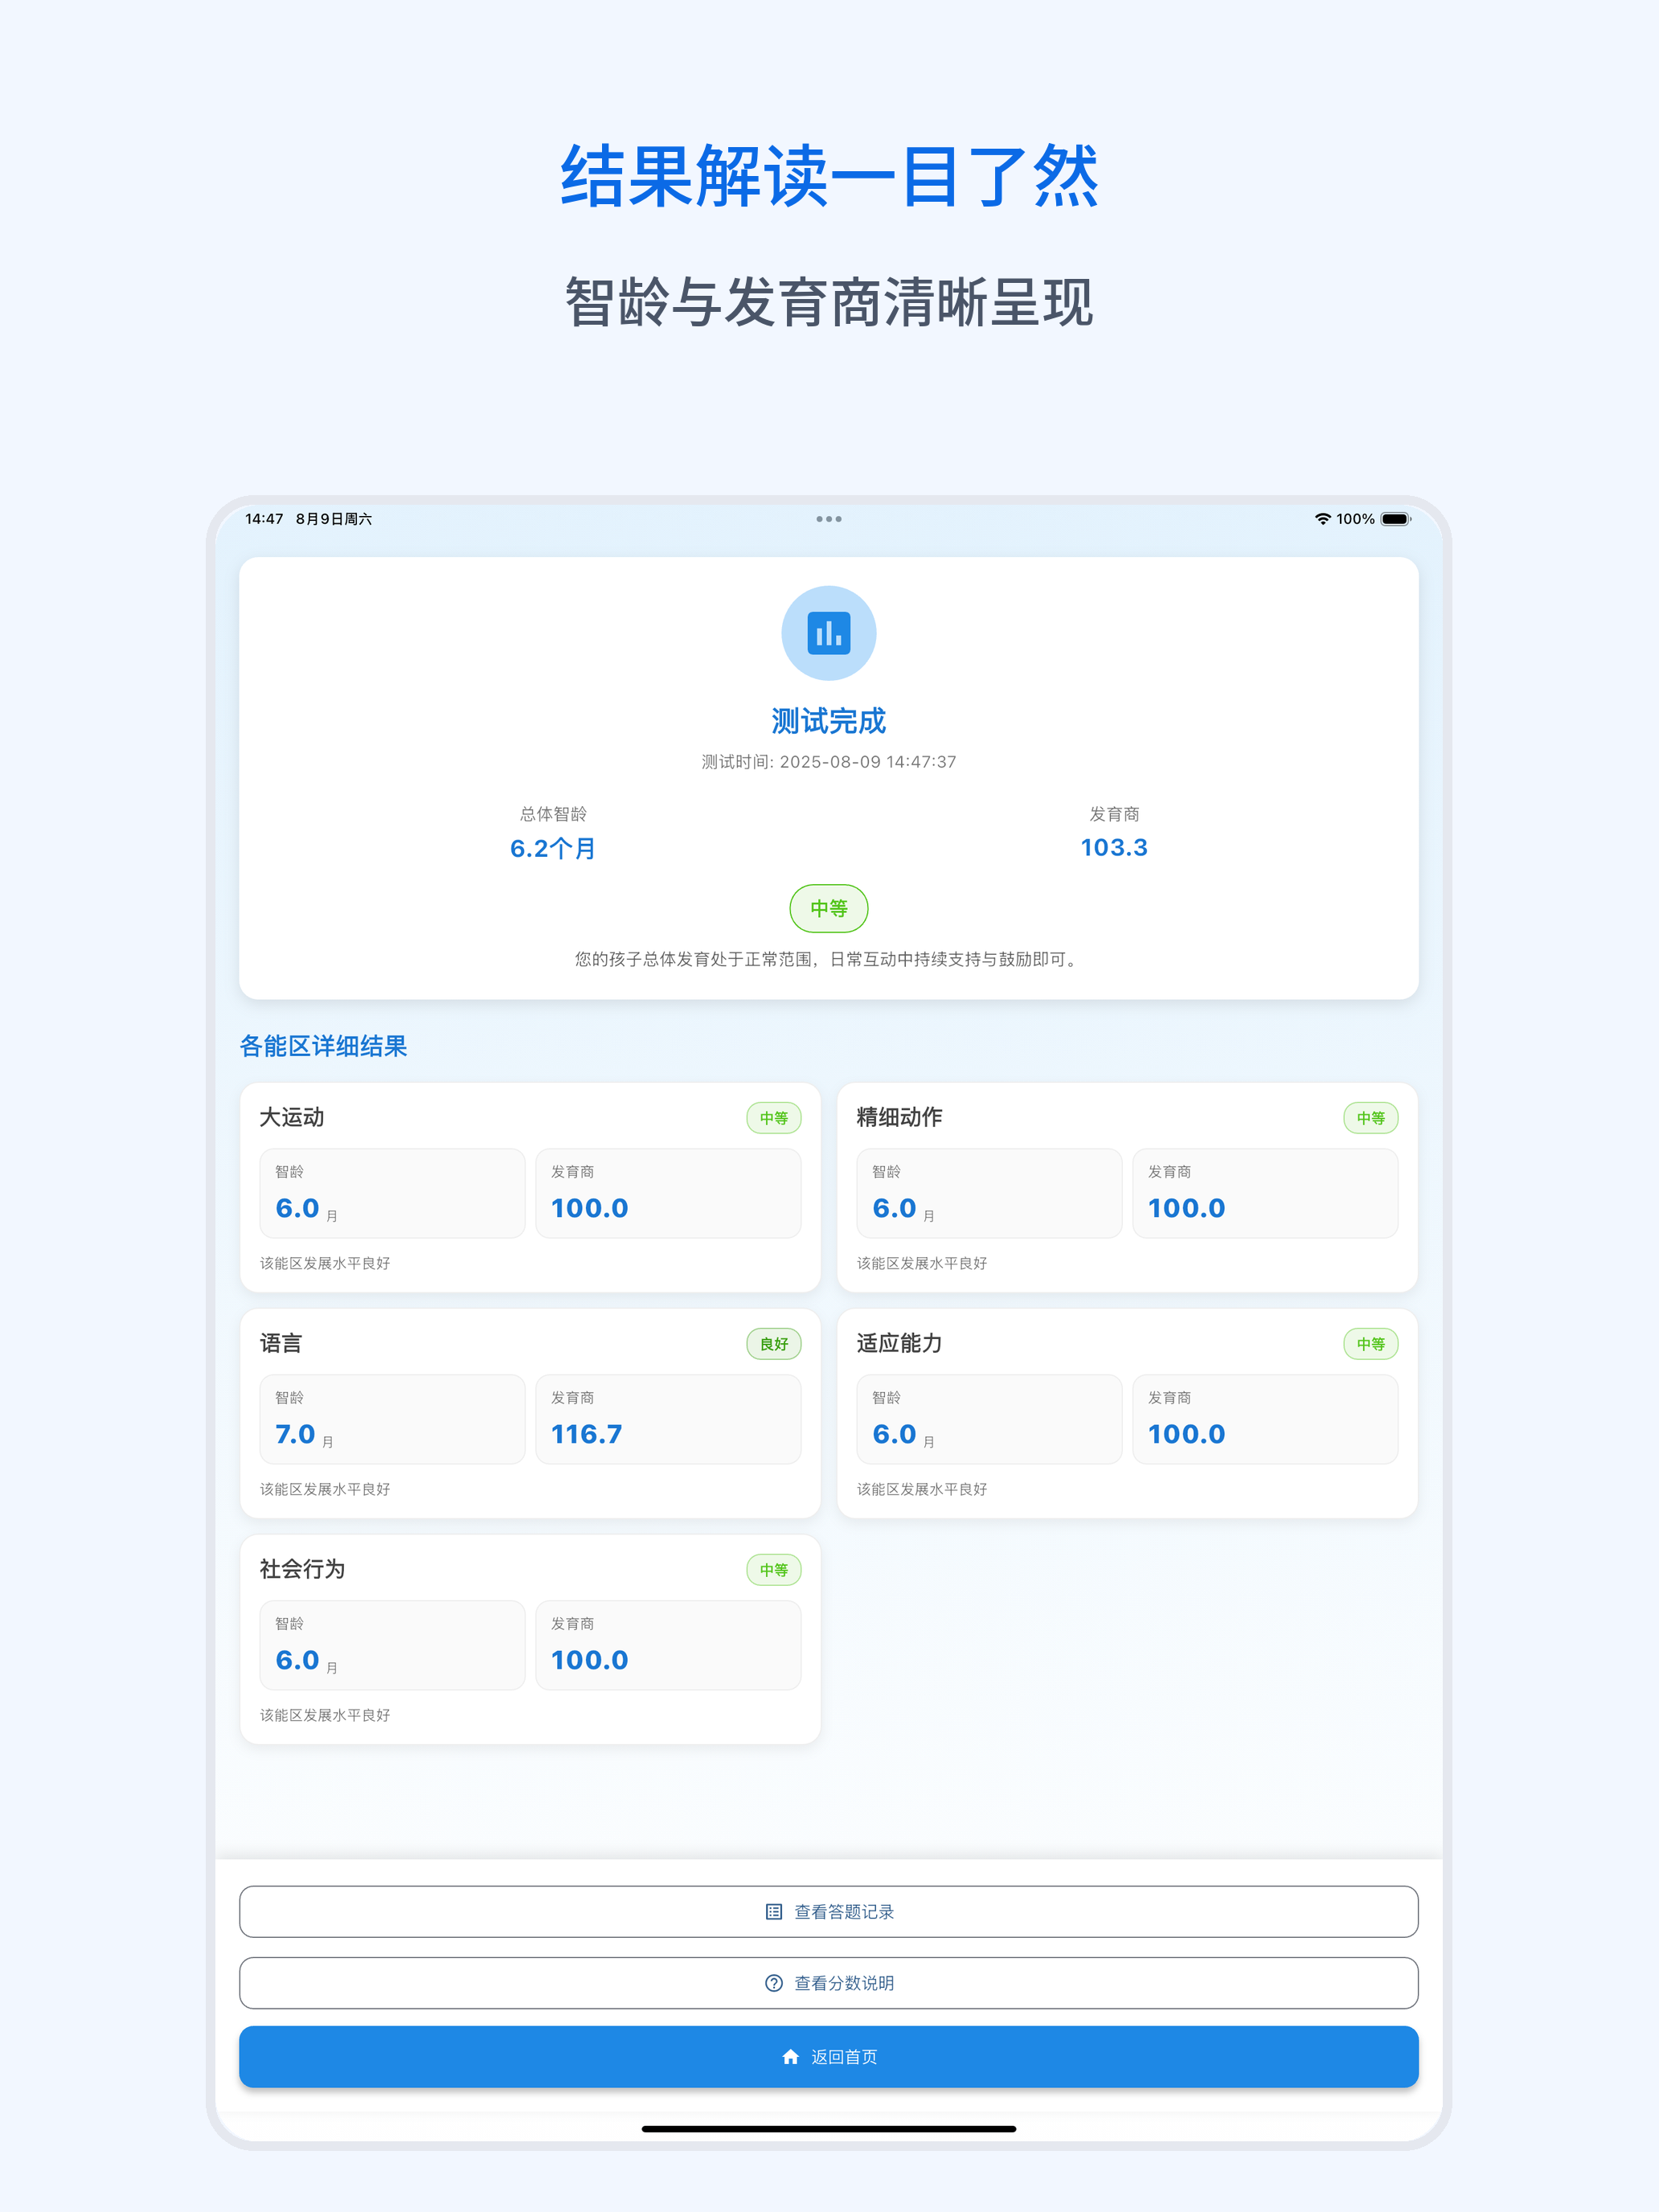 结果解读一目了然
智龄与发育商清晰呈现
14:47 8月9日周六
100%
测试完成
测试时间: 2025-08-09 14:47:37
总体智龄
6.2个月
发育商
103.3
中等
您的孩子总体发育处于正常范围，日常互动中持续支持与鼓励即可。
各能区详细结果
大运动
中等
智龄
6.0 月
发育商
100.0
该能区发展水平良好
精细动作
中等
智龄
6.0 月
发育商
100.0
该能区发展水平良好
语言
良好
智龄
7.0 月
发育商
116.7
该能区发展水平良好
适应能力
中等
智龄
6.0 月
发育商
100.0
该能区发展水平良好
社会行为
中等
智龄
6.0 月
发育商
100.0
该能区发展水平良好
查看答题记录
查看分数说明
返回首页